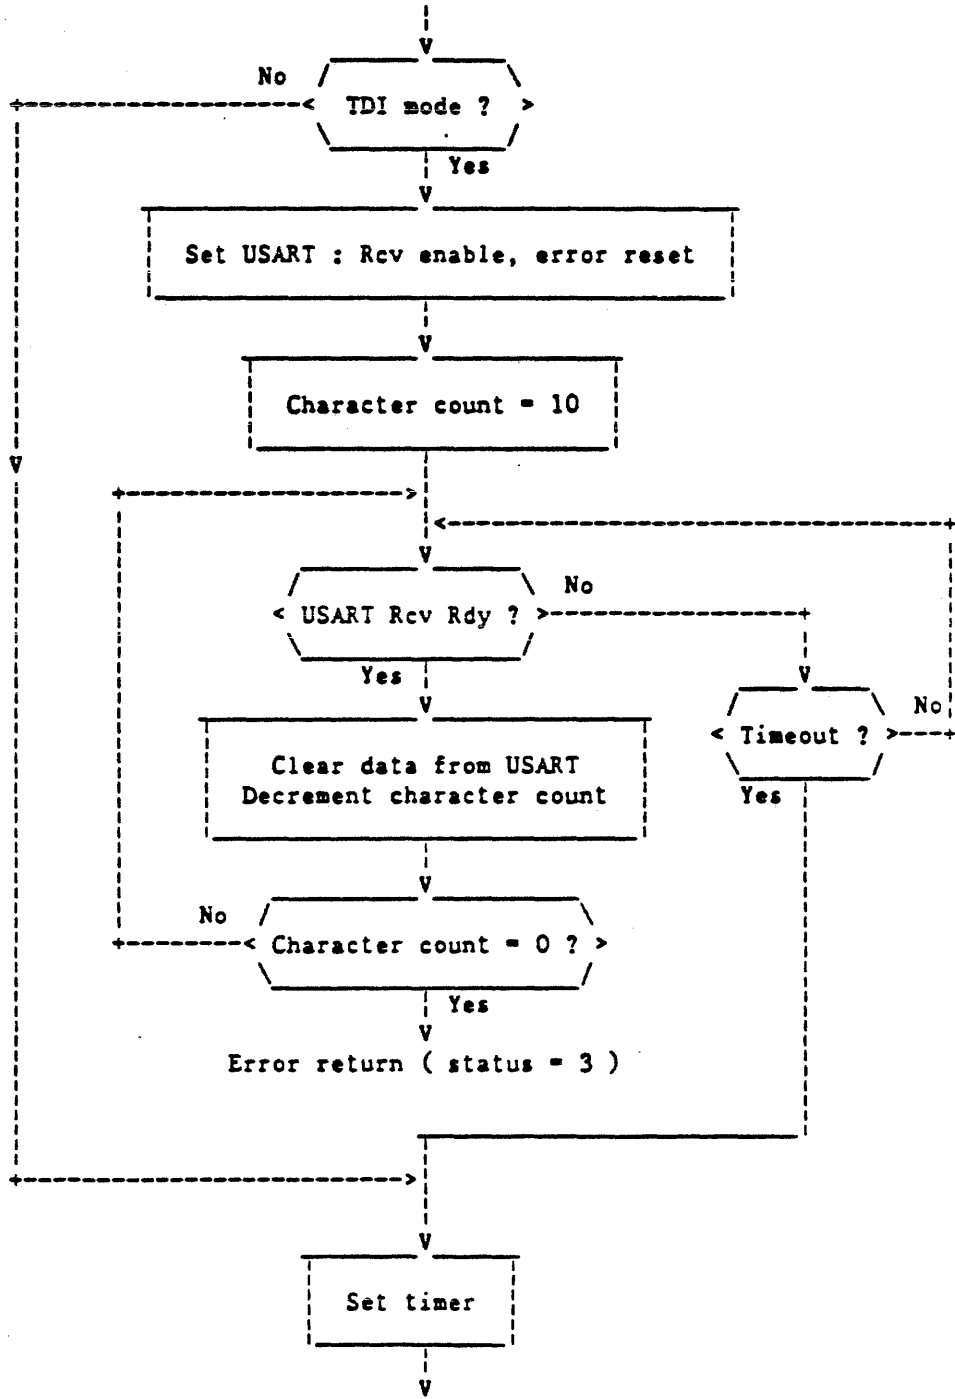 No
TDI mode ?
Yes
Set USART : Rcv enable, error reset
Character count = 10
No
USART Rcv Rdy ?
Yes
No
Timeout ?
Clear data from USART
Decrement character count
Yes
No
Character count = 0 ?
Yes
Error return ( status = 3 )
Set timer